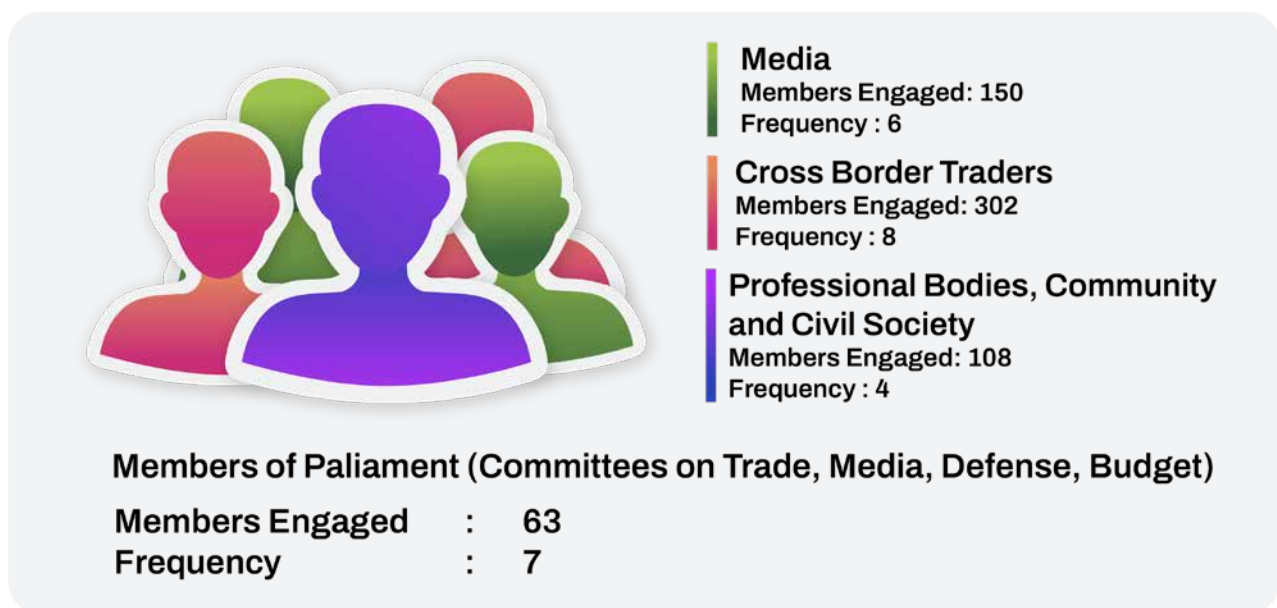 Media
Members Engaged: 150
Frequency : 6
Cross Border Traders
Members Engaged: 302
Frequency : 8
Professional Bodies, Community
and Civil Society
Members Engaged: 108
Frequency : 4
Members of Paliament (Committees on Trade, Media, Defense, Budget)
Members Engaged : 63
Frequency : 7